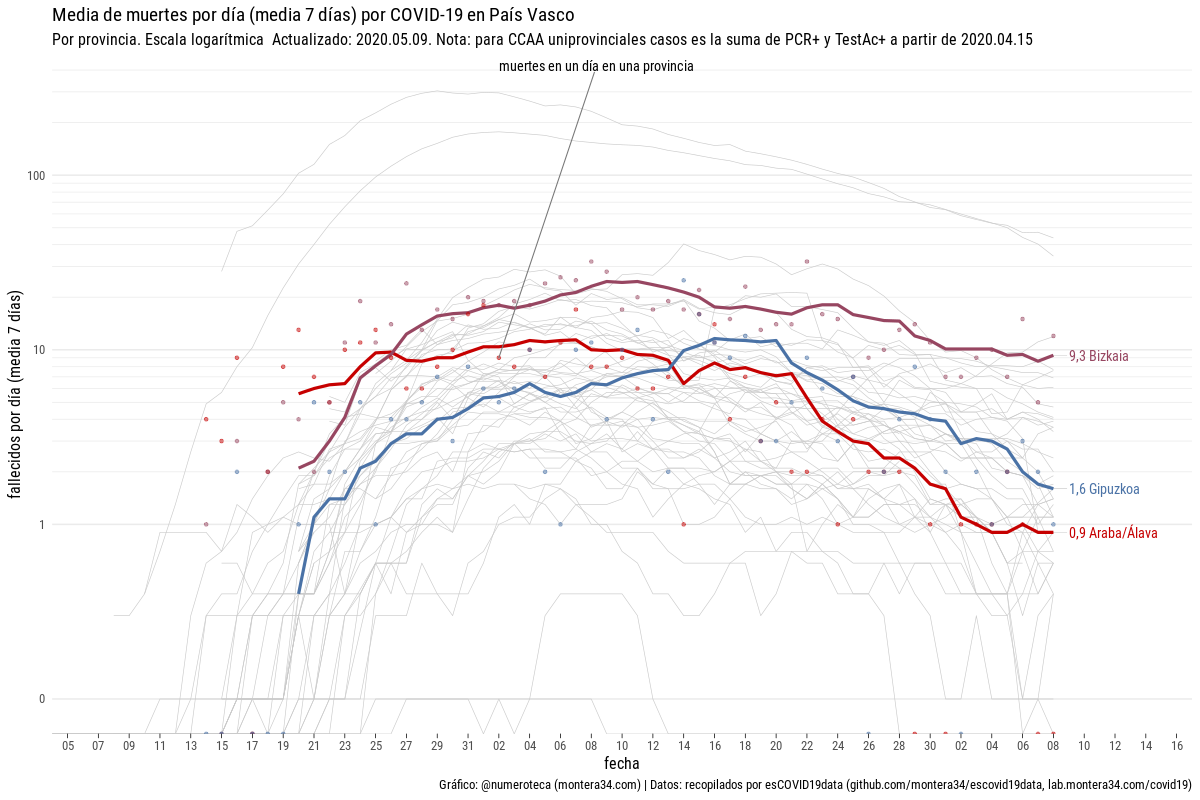 Media de muertes por día (media 7 días) por COVID-19 en País Vasco
Por provincia. Escala logarítmica  Actualizado: 2020.05.09. Nota: para CCAA uniprovinciales casos es la suma de PCR+ y TestAc+ a partir de 2020.04.15
muertes en un día en una provincia
fallecidos por día (media 7 días)
100
10
1
0
9,3 Bizkaia
1,6 Gipuzkoa
0,9 Araba/Álava
05 07 09 11 13 15 17 19 21 23 25 27 29 31 02 04 06 08 10 12 14 16 18 20 22 24 26 28 30 02 04 06 08 10 12 14 16
fecha
Gráfico: @numeroteca (montera34.com) | Datos: recopilados por esCOVID19data (github.com/montera34/escovid19data, lab.montera34.com/covid19)